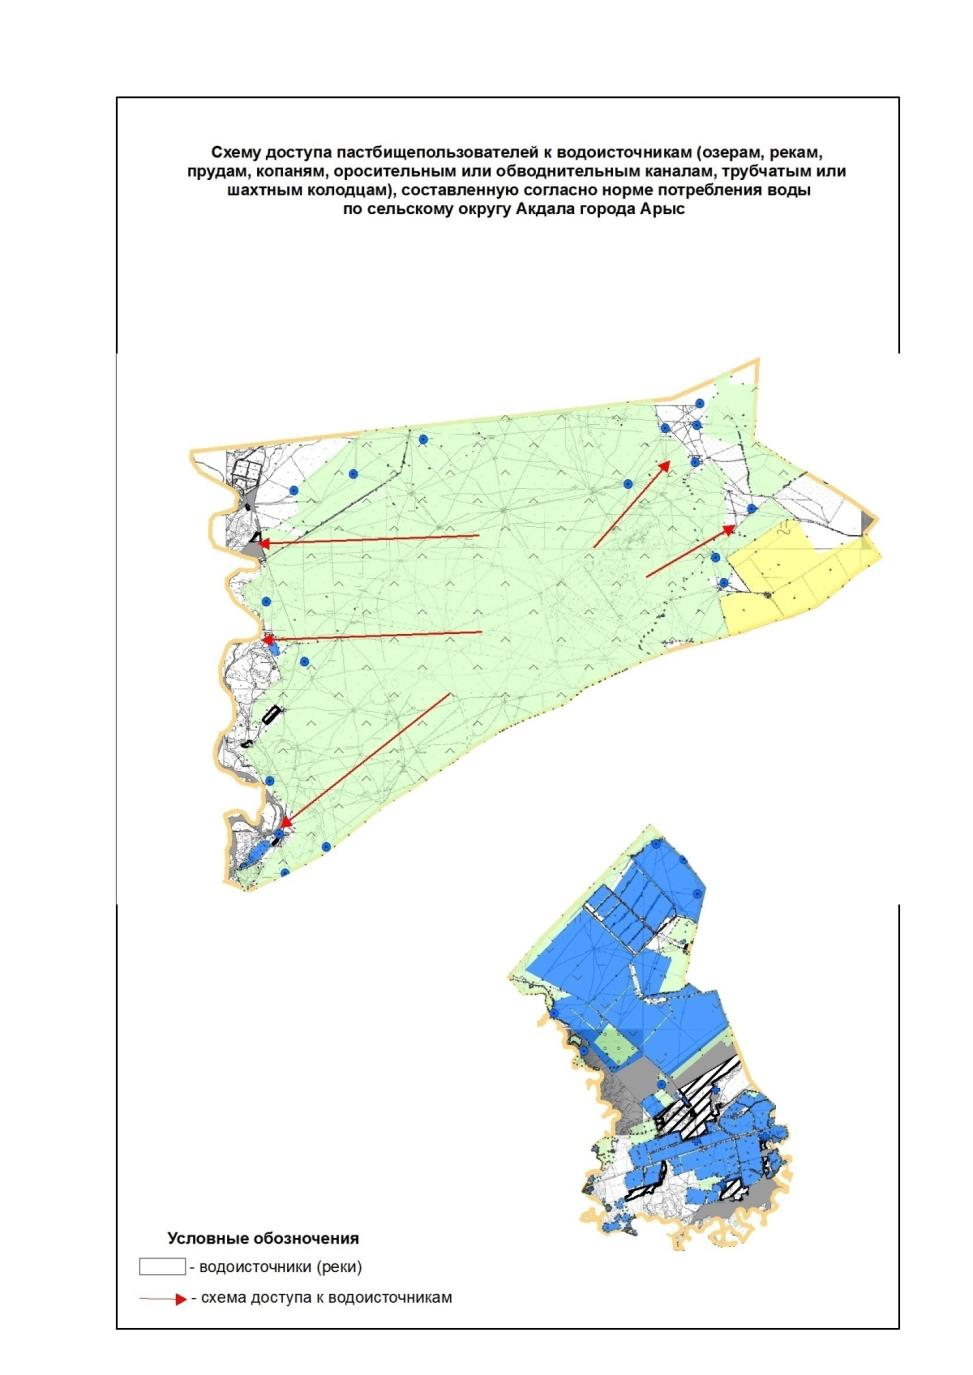 Схему доступа пастбищепользователей к водоисточникам (озерам, рекам,
прудам, копаням, оросительным или обводнительным каналам, трубчатым или
шахтным колодцам), составленную согласно норме потребления воды
по сельскому округу Акдала города Арыс
Условные обозночения
- водоисточники (реки)
- схема доступа к водоисточникам